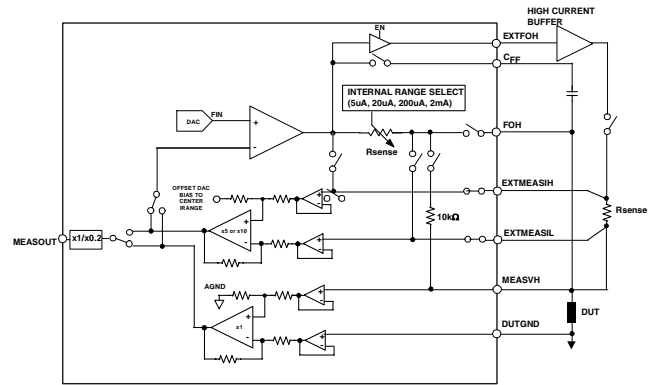 HIGH CURRENT
BUFFER
EN
EXTFOH
CFF
INTERNAL RANGE SELECT
(5uA, 20uA, 200uA, 2mA)
FIN
DAC
+
-
FOH
Rsense
EXTMEASIH
OFFSET DAC
BIAS TO
CENTER
IRANGE
+
-
+
x5 or x10
-
10kΩ
Rsense
EXTMEASIL
+
-
MEASOUT
x1/x0.2
MEASVH
AGND
+
-
+
x1
-
DUT
DUTGND
+
-